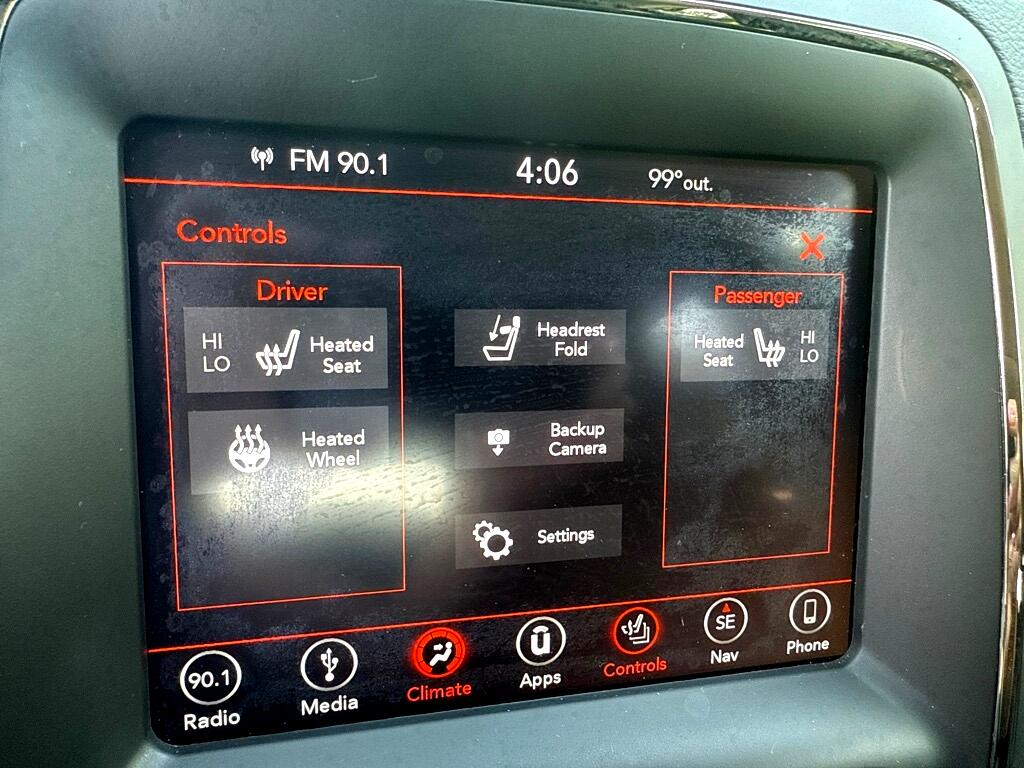 FM 90.1
4:06
99° out.
Controls
X
Driver
HI
LO
Heated
Seat
Heated
Wheel
Headrest
Fold
Backup
Camera
Settings
Passenger
Heated
Seat
HI
LO
90.1
Radio
Media
Climate
U
Apps
Controls
SE
Nav
Phone